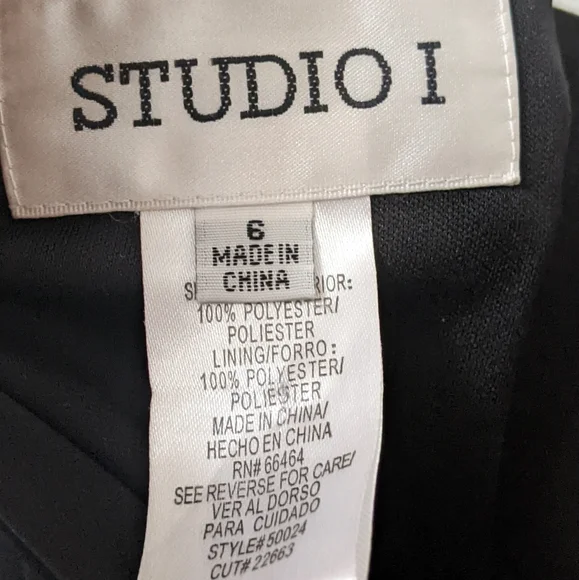 STUDIO I
6
MADE IN
CHINA
RIOR:
100% POLYESTER/
POLIESTER
LINING/FORRO:
100% POLYESTER/
POLIESTER
MADE IN CHINA/
HECHO EN CHINA
RN# 66464
SEE REVERSE FOR CARE/
VER AL DORSO
PARA CUIDADO
STYLE# 50024
CUT# 22663